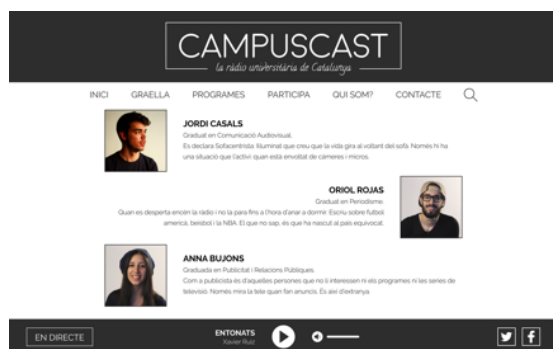 CAMPUSCAST
la ràdio universitària de Catalunya
INICI GRAELLA PROGRAMES PARTICIPA QUI SOM? CONTACTE
JORDI CASALS
Graduat en Comunicació Audiovisual.
Es declara Sofacentrista. Il·luminat que creu que la vida gira al voltant del sofà. Només hi ha
una situació que l'activi: quan està envoltat de càmeres i micros.
ORIOL ROJAS
Graduat en Periodisme.
Quan es desperta encén la ràdio i no la para fins a l'hora d'anar a dormir. Escriu sobre futbol
americà, beisbol i la NBA. El que no sap, és que ha nascut al país equivocat.
ANNA BUJONS
Graduada en Publicitat i Relacions Públiques.
Com a publicista és d'aquelles persones que no li interessen ni els programes ni les series de
televisió. Només mira la tele quan fan anuncis. És així d'extranya.
EN DIRECTE
ENTONATS
Xavier Ruiz